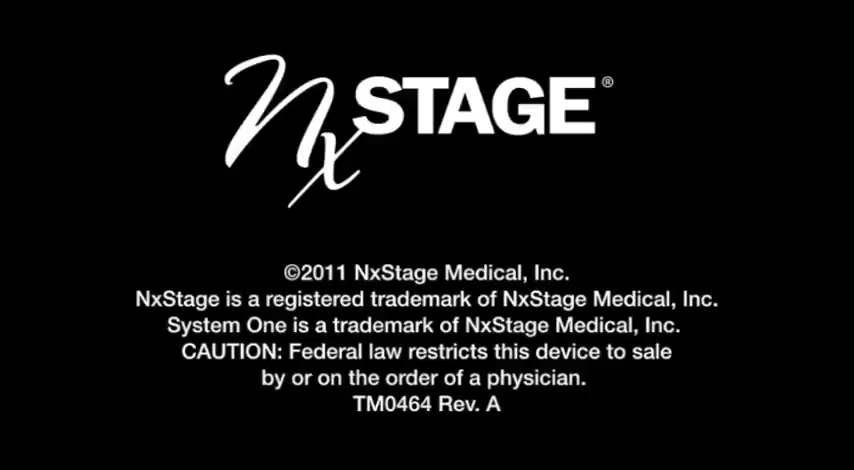 NxSTAGE®
©2011 NxStage Medical, Inc.
NxStage is a registered trademark of NxStage Medical, Inc.
System One is a trademark of NxStage Medical, Inc.
CAUTION: Federal law restricts this device to sale
by or on the order of a physician.
TM0464 Rev. A